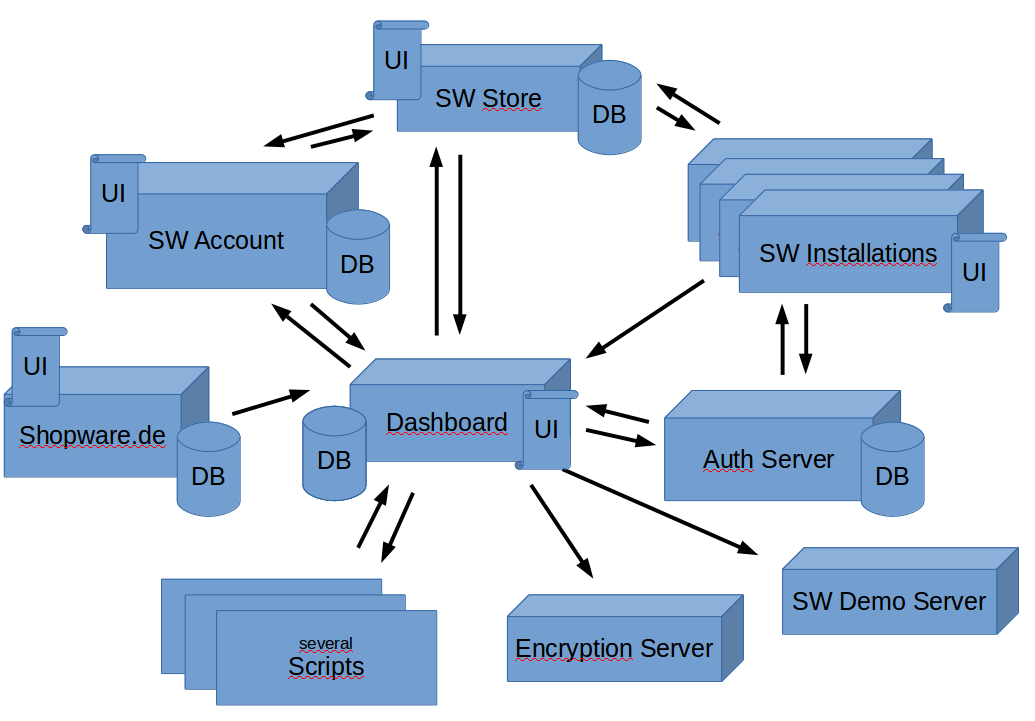 UI
SW Store
DB
UI
SW Account
DB
SW Installations
UI
UI
Shopware.de
DB
Dashboard
UI
DB
Auth Server
DB
several
Scripts
Encryption Server
SW Demo Server